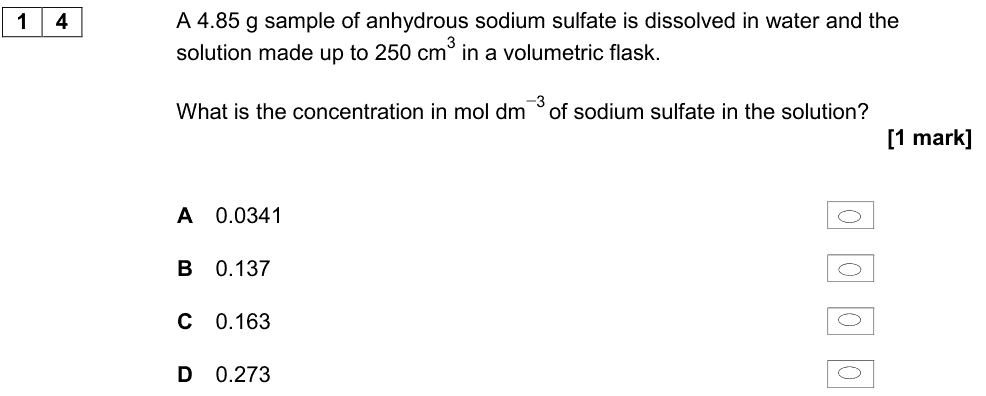 1 4
A 4.85 g sample of anhydrous sodium sulfate is dissolved in water and the
solution made up to 250 cm³ in a volumetric flask.
What is the concentration in mol dm⁻³ of sodium sulfate in the solution?
[1 mark]
A 0.0341
B 0.137
C 0.163
D 0.273